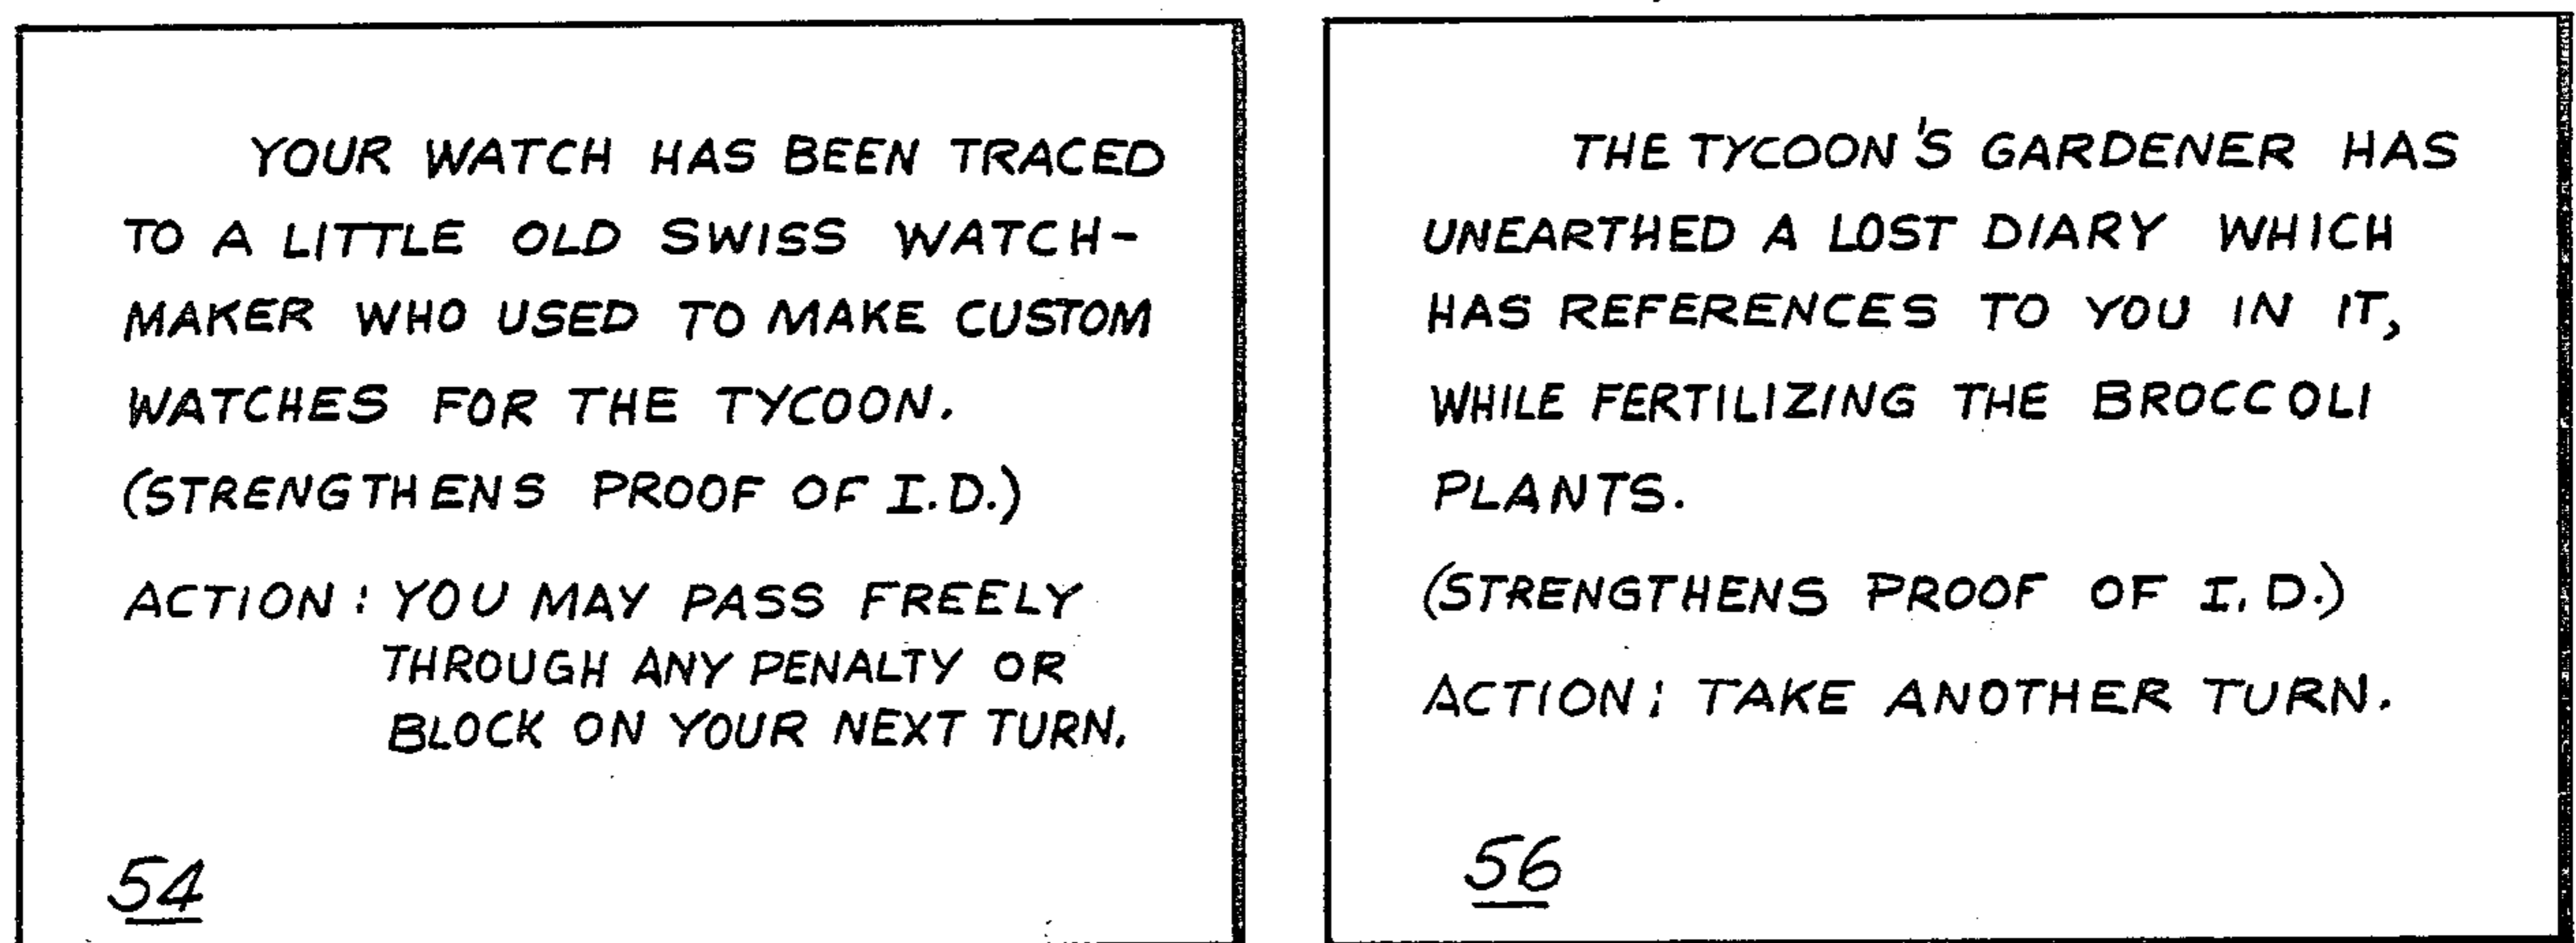 YOUR WATCH HAS BEEN TRACED
TO A LITTLE OLD SWISS WATCH-
MAKER WHO USED TO MAKE CUSTOM
WATCHES FOR THE TYCOON.
(STRENGTHENS PROOF OF I.D.)
ACTION: YOU MAY PASS FREELY
THROUGH ANY PENALTY OR
BLOCK ON YOUR NEXT TURN.
54
THE TYCOON'S GARDENER HAS
UNEARTHED A LOST DIARY WHICH
HAS REFERENCES TO YOU IN IT,
WHILE FERTILIZING THE BROCCOLI
PLANTS.
(STRENGTHENS PROOF OF I.D.)
ACTION: TAKE ANOTHER TURN.
56